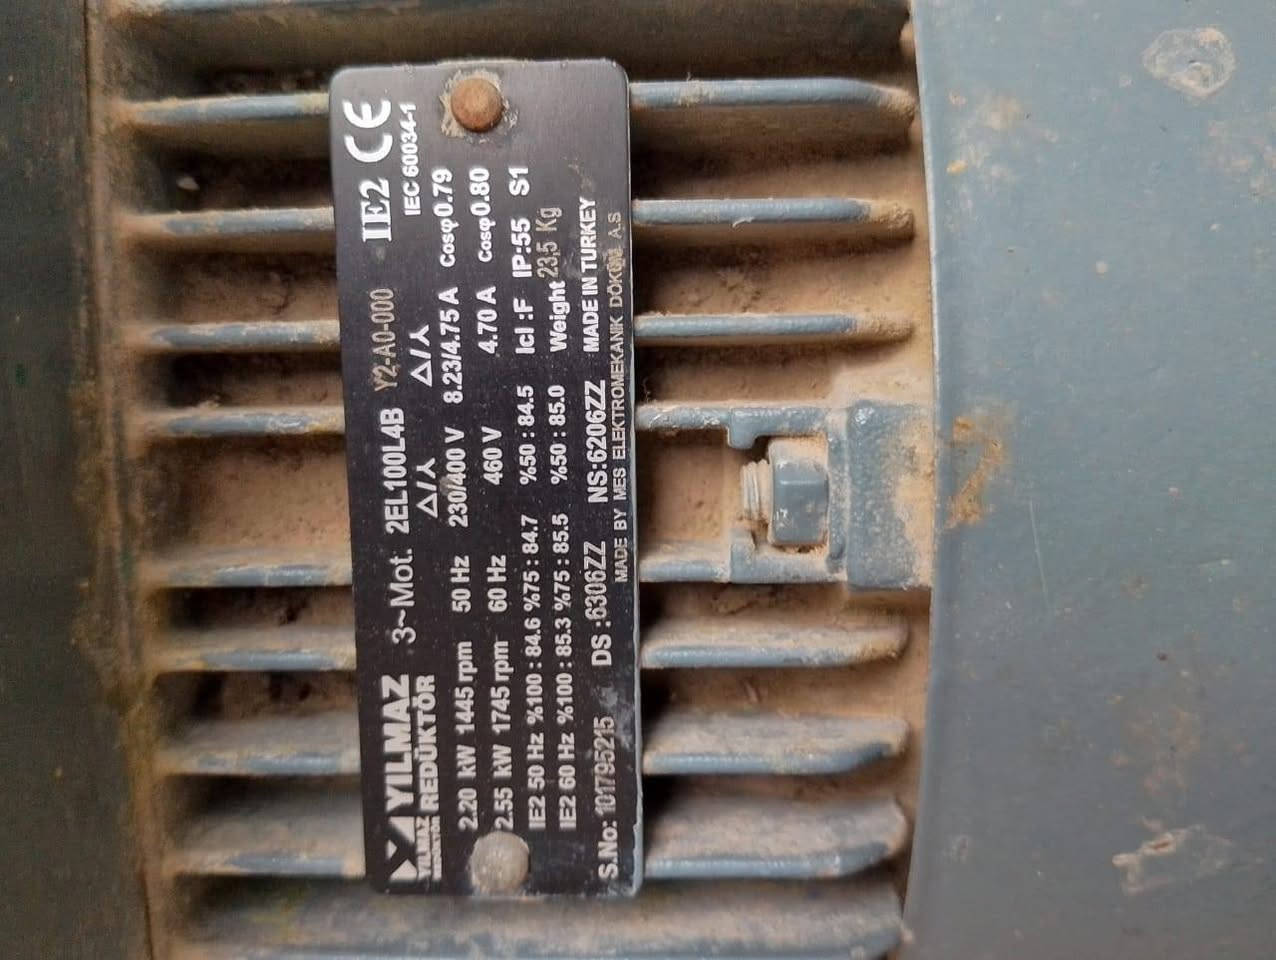 YILMAZ REDÜKTÖR 3~Mot. 2EL100L4B Y2-A0-000 IE2 CE
YILMAZ REDÜKTÖR
Δ/⅄ Δ/⅄ IEC 60034-1
2.20 kW 1445 rpm 50 Hz 230/400 V 8.23/4.75 A Cosφ0.79
2.55 kW 1745 rpm 60 Hz 460 V 4.70 A Cosφ0.80
IE2 50 Hz %100 : 84.6 %75 : 84.7 %50 : 84.5 Icl :F IP:55 S1
IE2 60 Hz %100 : 85.3 %75 : 85.5 %50 : 85.0 Weight 23,5 Kg
S.No: 101795215 DS :6306ZZ NS:6206ZZ MADE IN TURKEY
MADE BY MES ELEKTROMEKANIK DÖKÜM A.S